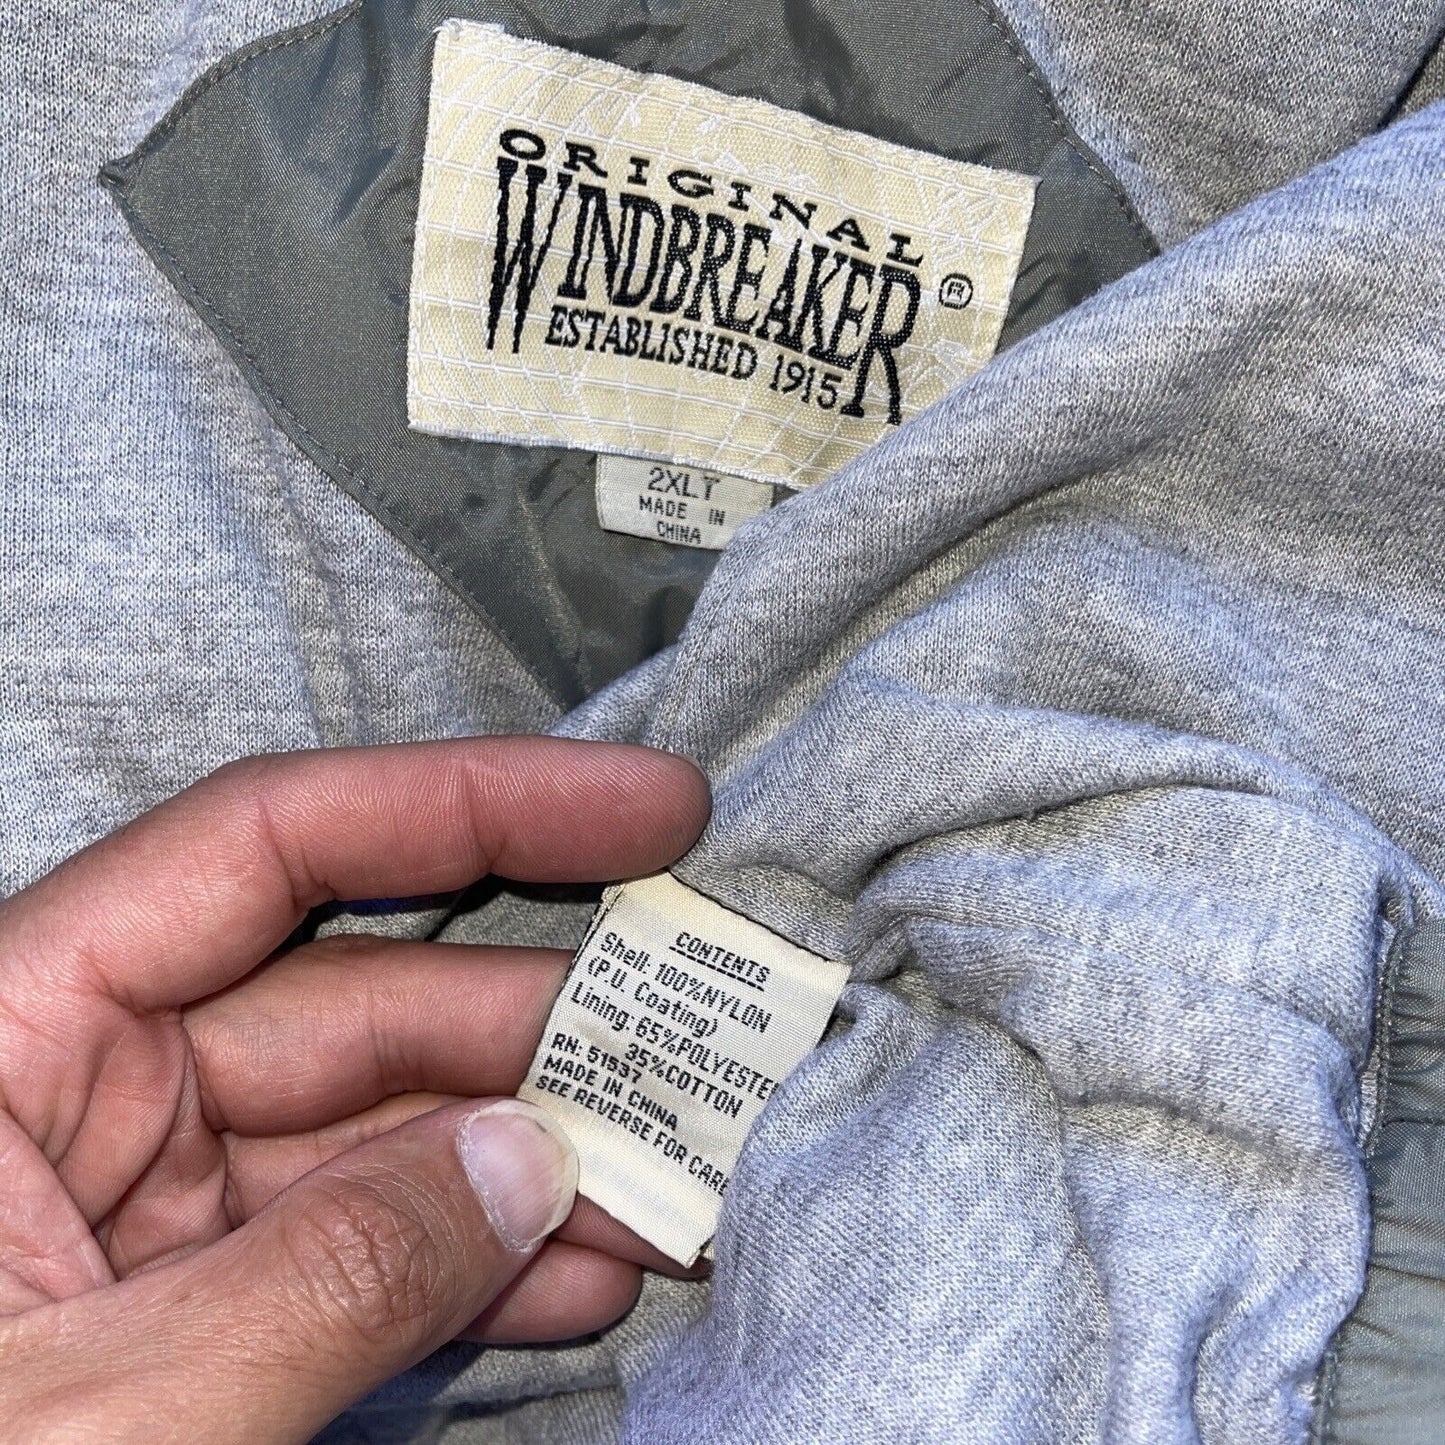 ORIGINAL
WINDBREAKER®
ESTABLISHED 1915
2XLT
MADE IN
CHINA
CONTENTS
Shell: 100%NYLON
(P.U. Coating)
Lining: 65%POLYESTE
35%COTTON
RN: 51537
MADE IN CHINA
SEE REVERSE FOR CARE